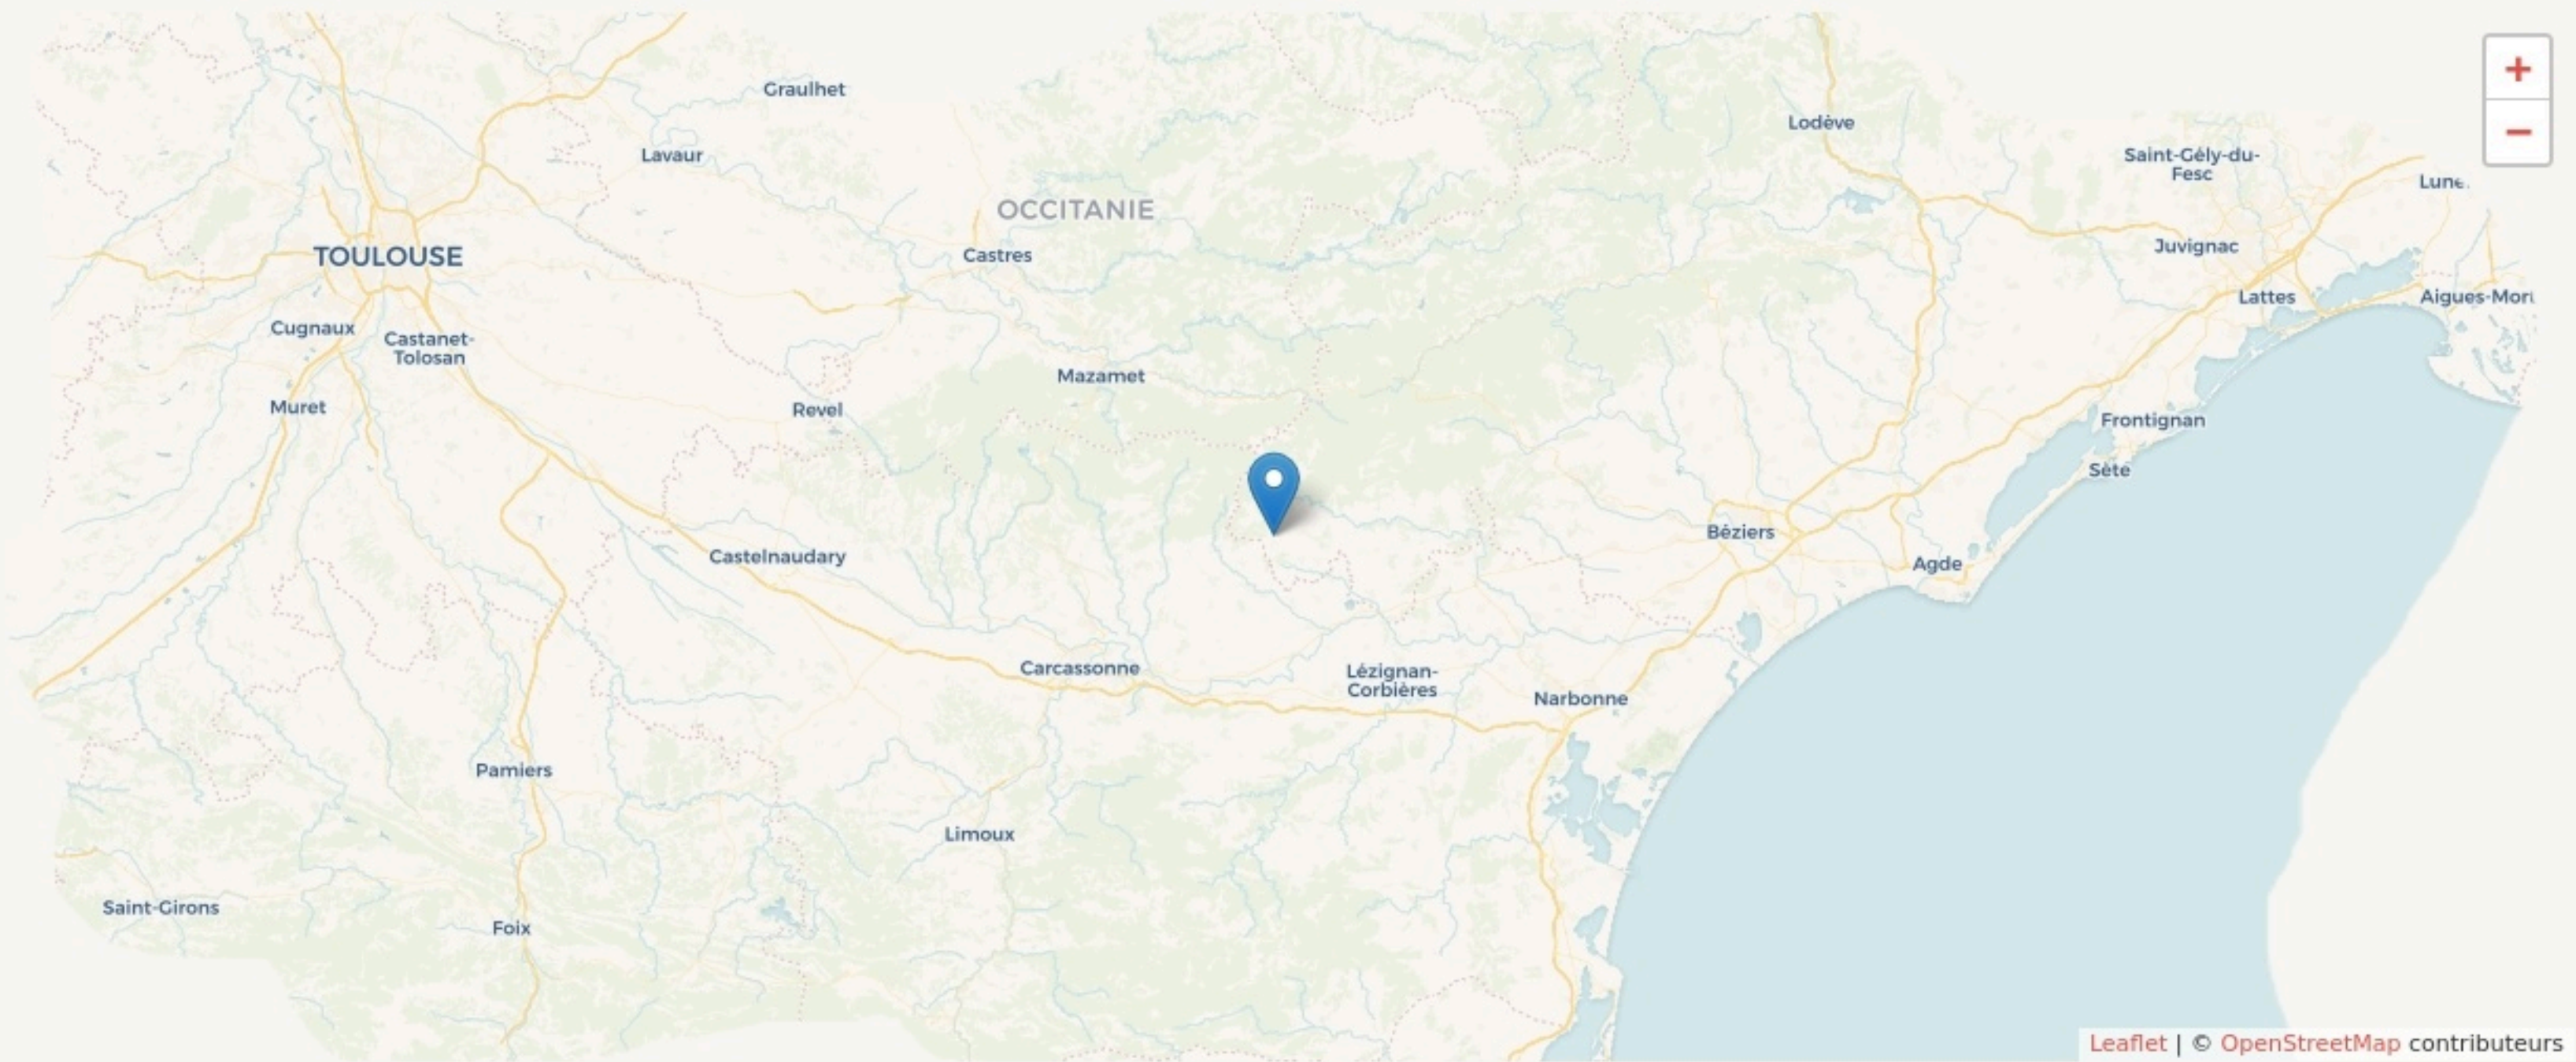 Graulhet
Lodève
Lavaur
Saint-Gély-du-
Fesc
OCCITANIE
TOULOUSE
Castres
Juvignac
Lattes
Cugnaux
Castanet-
Tolosan
Mazamet
Muret
Revel
Frontignan
Sète
Béziers
Castelnaudary
Agde
Carcassonne
Lézignan-
Corbières
Narbonne
Pamiers
Limoux
Saint-Girons
Foix
+
−
Lune
Aigues-Mor
Leaflet | © OpenStreetMap contributeurs